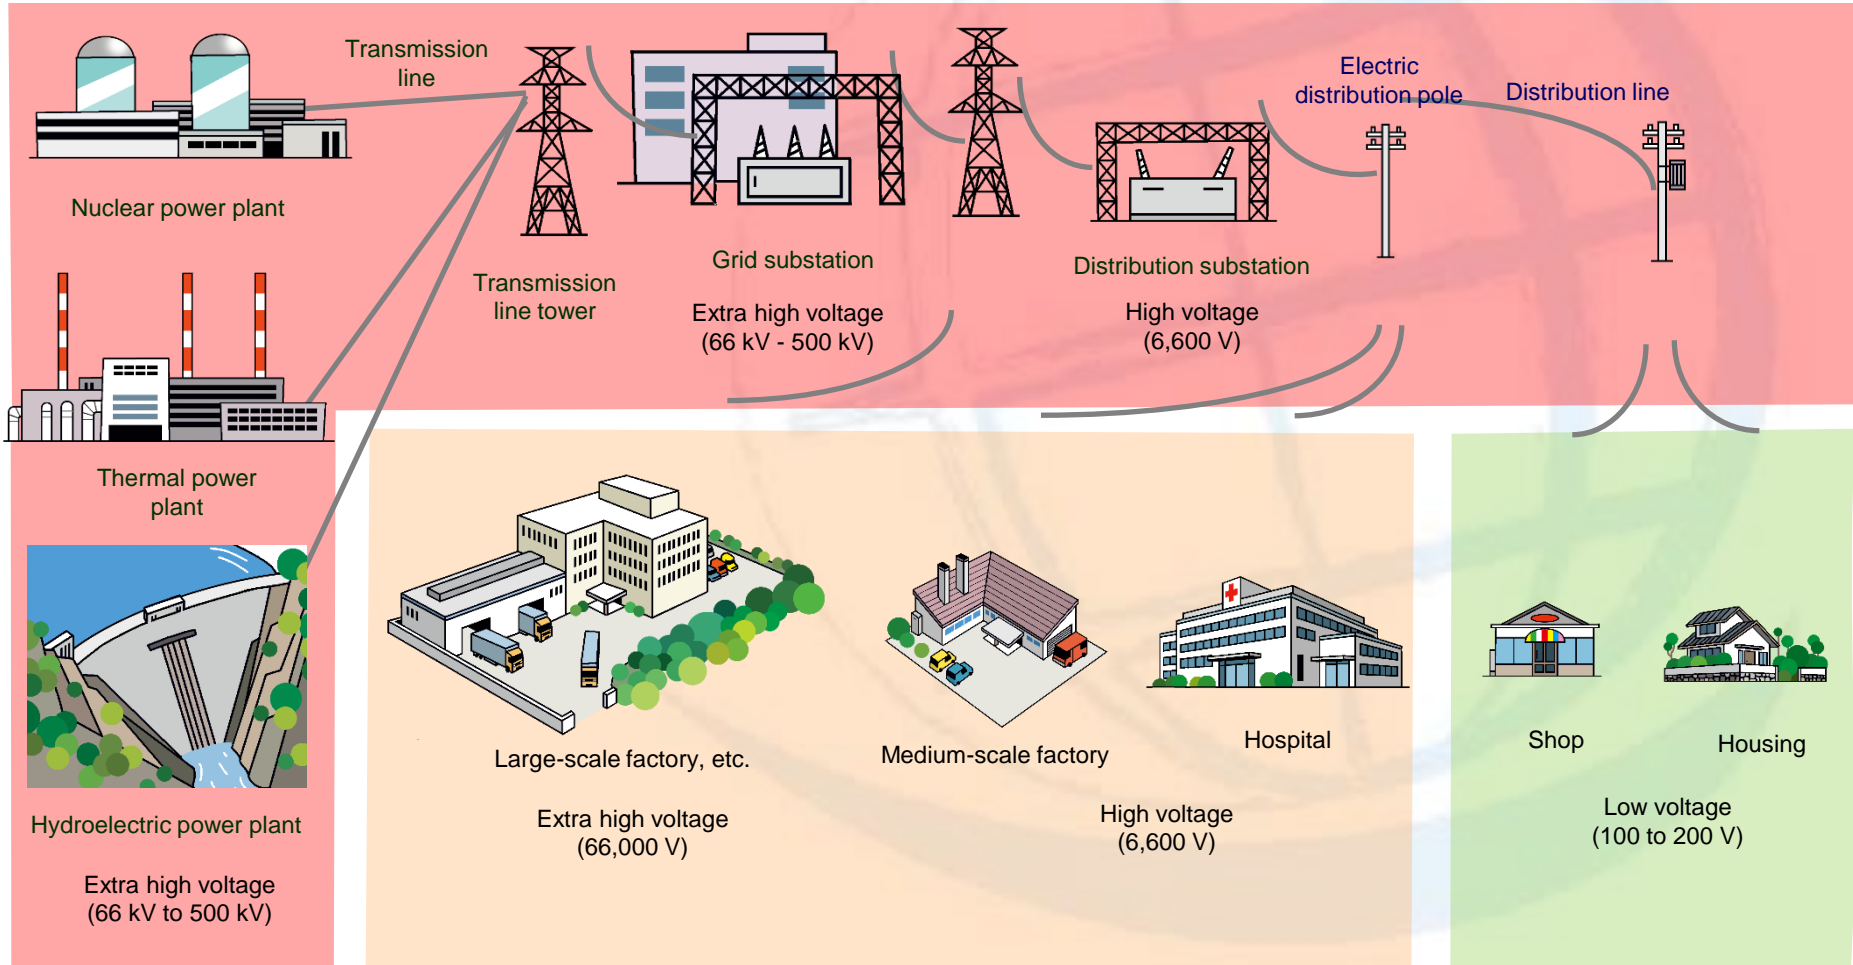 Transmission
line
Nuclear power plant
Transmission
line tower
Grid substation
Extra high voltage
(66 kV - 500 kV)
Distribution substation
High voltage
(6,600 V)
Electric
distribution pole
Distribution line
Thermal power
plant
Hydroelectric power plant
Extra high voltage
(66 kV to 500 kV)
Large-scale factory, etc.
Extra high voltage
(66,000 V)
Medium-scale factory
Hospital
High voltage
(6,600 V)
Shop
Housing
Low voltage
(100 to 200 V)